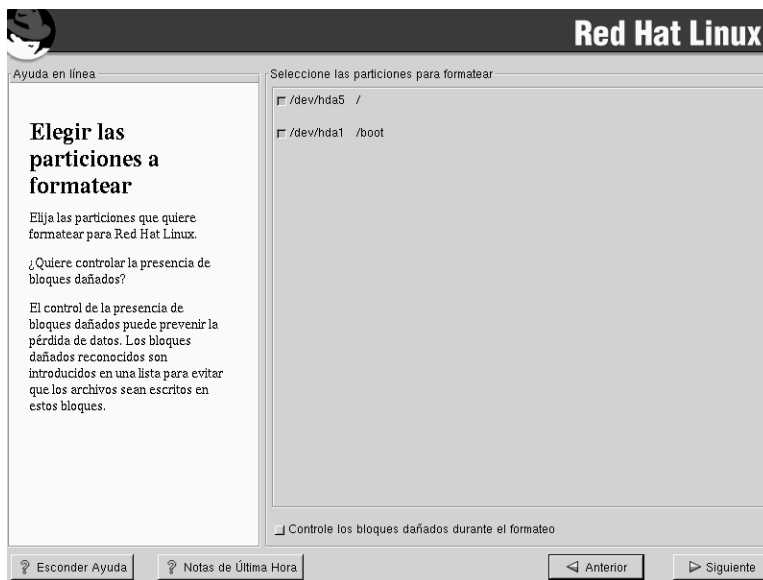 Red Hat Linux
Ayuda en línea
Seleccione las particiones para formatear
/dev/hda5 /
/dev/hda1 /boot
Elegir las
particiones a
formatear
Elija las particiones que quiere
formatear para Red Hat Linux.
¿Quiere controlar la presencia de
bloques dañados?
El control de la presencia de
bloques dañados puede prevenir la
pérdida de datos. Los bloques
dañados reconocidos son
introducidos en una lista para evitar
que los archivos sean escritos en
estos bloques.
Controle los bloques dañados durante el formateo
Esconder Ayuda
Notas de Última Hora
Anterior
Siguiente